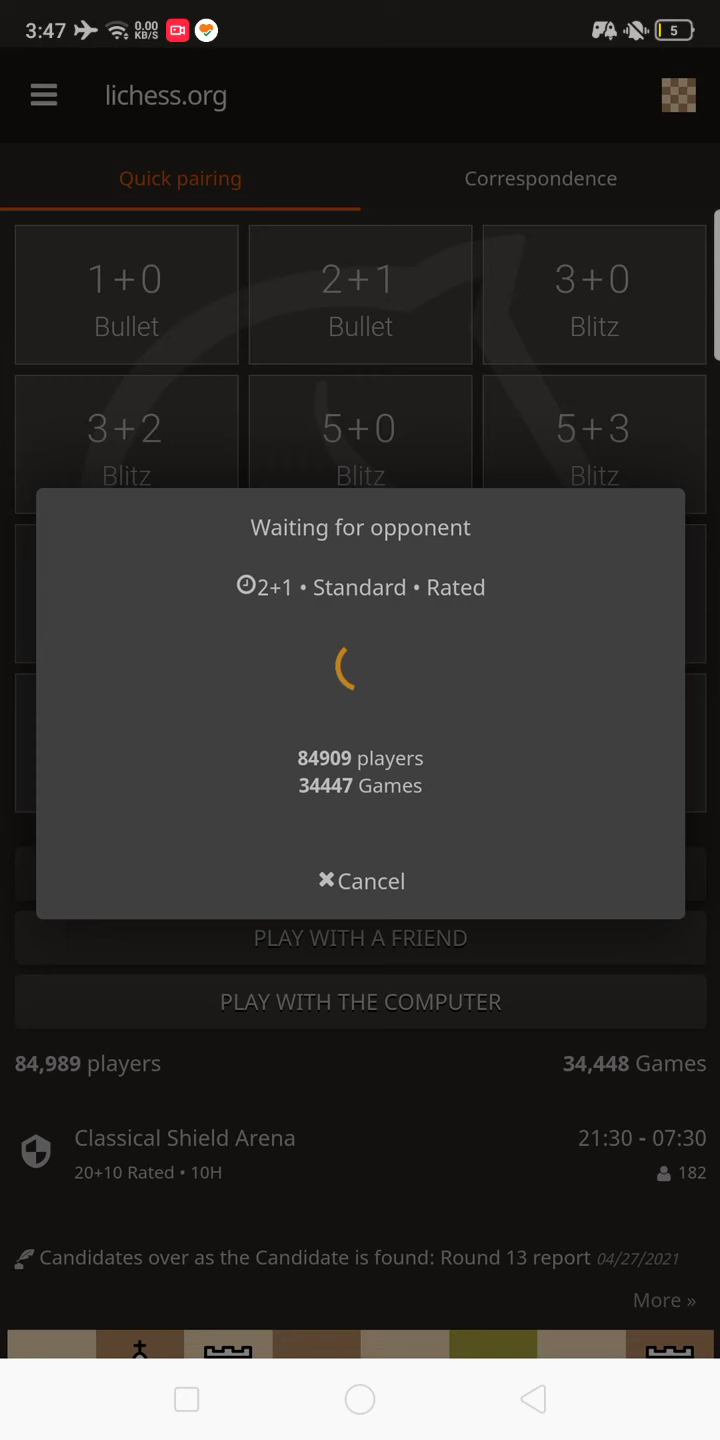 3:47 0.00 KB/S 5
lichess.org
Quick pairing Correspondence
1+0 2+1 3+0
Bullet Bullet Blitz
3+2 5+0 5+3
Blitz Blitz Blitz
Waiting for opponent
2+1 • Standard • Rated
84909 players
34447 Games
Cancel
PLAY WITH A FRIEND
PLAY WITH THE COMPUTER
84,989 players 34,448 Games
Classical Shield Arena 21:30 - 07:30
20+10 Rated • 10H 182
Candidates over as the Candidate is found: Round 13 report 04/27/2021
More »